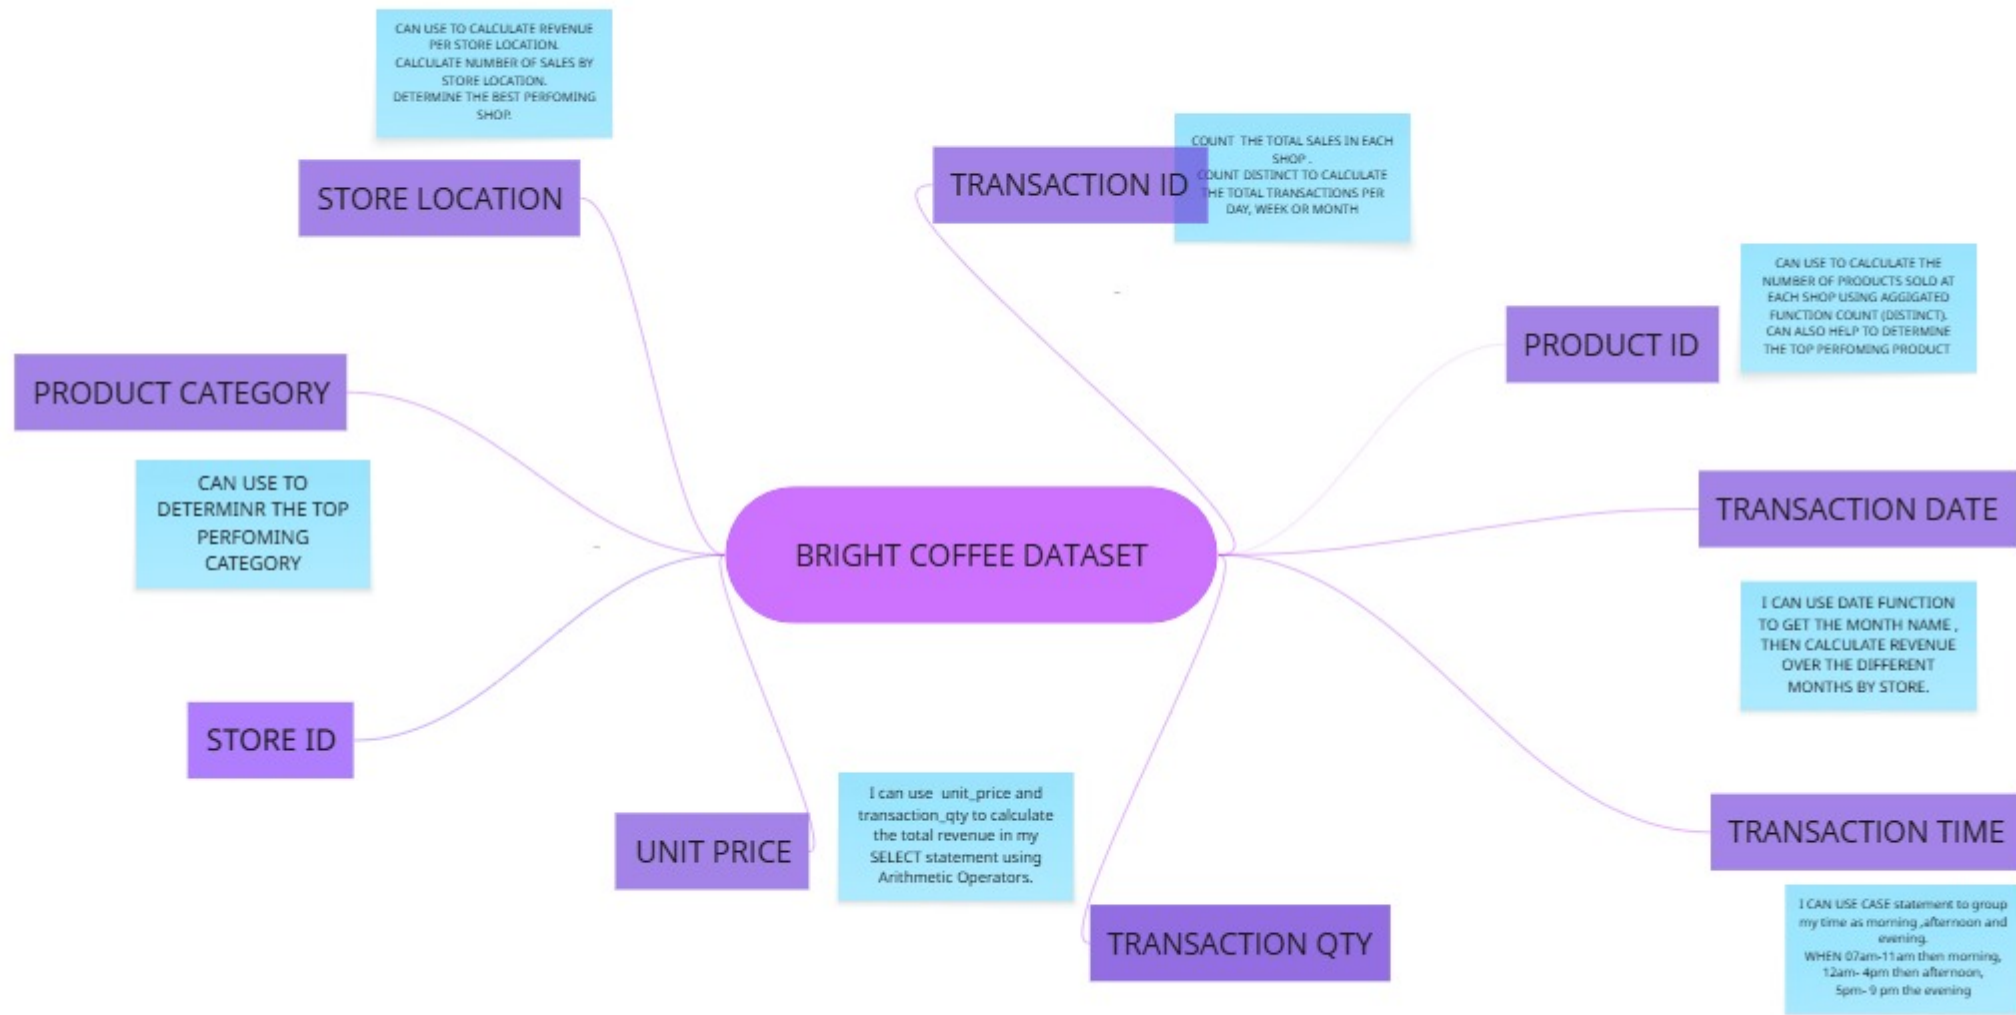 CAN USE TO CALCULATE REVENUE
PER STORE LOCATION.
CALCULATE NUMBER OF SALES BY
STORE LOCATION.
DETERMINE THE BEST PERFOMING
SHOP.
STORE LOCATION
TRANSACTION ID
COUNT THE TOTAL SALES IN EACH
SHOP .
COUNT DISTINCT TO CALCULATE
THE TOTAL TRANSACTIONS PER
DAY, WEEK OR MONTH
PRODUCT ID
CAN USE TO CALCULATE THE
NUMBER OF PRODUCTS SOLD AT
EACH SHOP USING AGGIGATED
FUNCTION COUNT (DISTINCT).
CAN ALSO HELP TO DETERMINE
THE TOP PERFOMING PRODUCT
PRODUCT CATEGORY
CAN USE TO
DETERMINR THE TOP
PERFOMING
CATEGORY
BRIGHT COFFEE DATASET
TRANSACTION DATE
I CAN USE DATE FUNCTION
TO GET THE MONTH NAME ,
THEN CALCULATE REVENUE
OVER THE DIFFERENT
MONTHS BY STORE.
STORE ID
UNIT PRICE
I can use unit_price and
transaction_qty to calculate
the total revenue in my
SELECT statement using
Arithmetic Operators.
TRANSACTION QTY
TRANSACTION TIME
I CAN USE CASE statement to group
my time as morning ,afternoon and
evening.
WHEN 07am-11am then morning,
12am- 4pm then afternoon,
5pm- 9 pm the evening